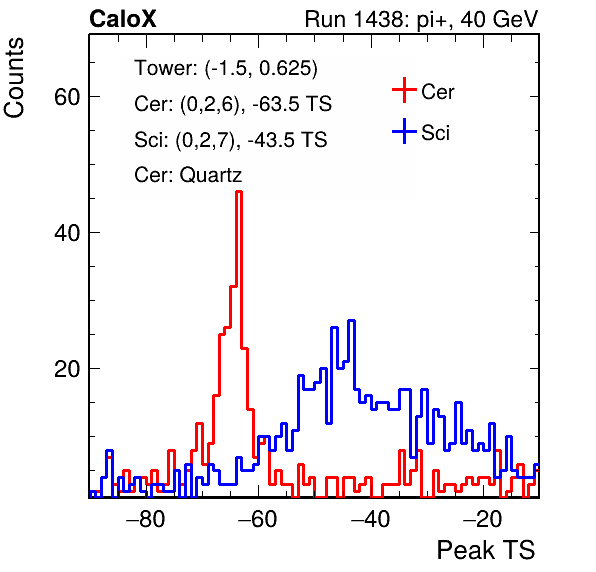 CaloX Run 1438: pi+, 40 GeV
Counts
Tower: (-1.5, 0.625)
Cer: (0,2,6), -63.5 TS
Sci: (0,2,7), -43.5 TS
Cer: Quartz
Cer
Sci
60
40
20
−80 −60 −40 −20
Peak TS